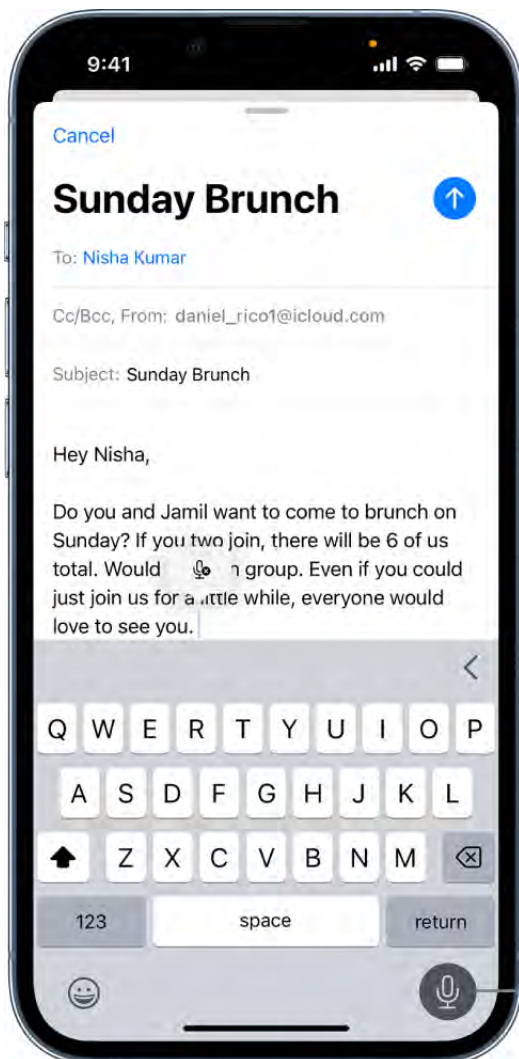 9:41
Cancel
Sunday Brunch
To: Nisha Kumar
Cc/Bcc, From: daniel_rico1@icloud.com
Subject: Sunday Brunch
Hey Nisha,
Do you and Jamil want to come to brunch on
Sunday? If you two join, there will be 6 of us
total. Would group. Even if you could
just join us for a little while, everyone would
love to see you.
Q W E R T Y U I O P
A S D F G H J K L
Z X C V B N M
123 space return